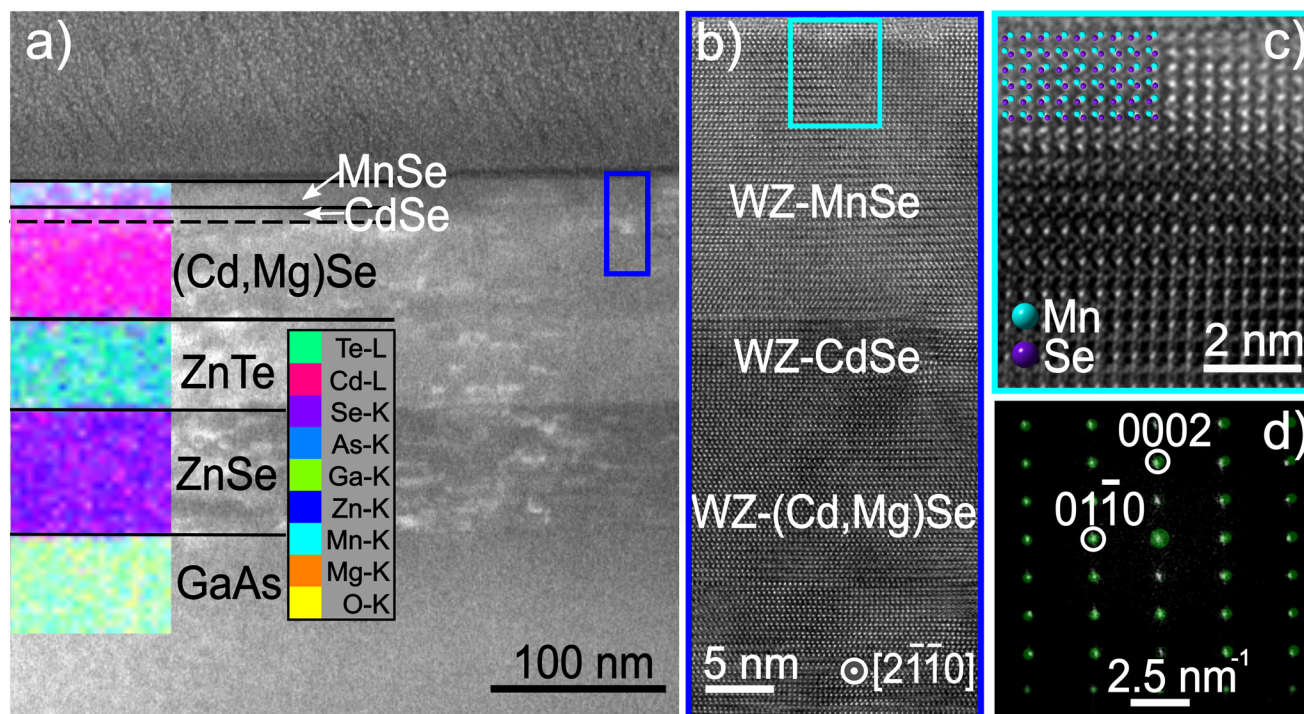 a)
MnSe
CdSe
(Cd,Mg)Se
ZnTe
ZnSe
GaAs
Te-L
Cd-L
Se-K
As-K
Ga-K
Zn-K
Mn-K
Mg-K
O-K
100 nm
b)
WZ-MnSe
WZ-CdSe
WZ-(Cd,Mg)Se
5 nm
[21̅1̅0]
c)
Mn
Se
2 nm
d)
0002
011̅0
2.5 nm⁻¹